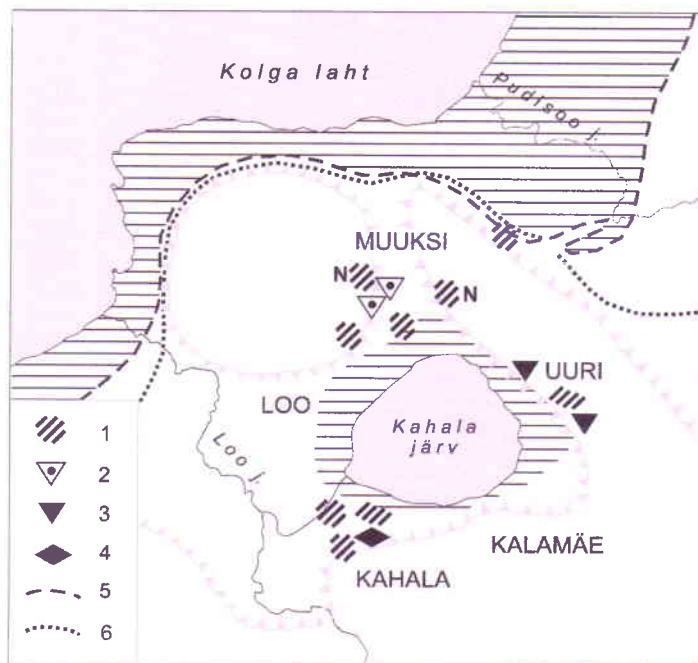 Kolga laht
Pudisoo j.
MUUKSI
N
N
UURI
LOO
Kahala
järv
Loo j.
KALAMÄE
KAHALA
1
2
3
4
5
6